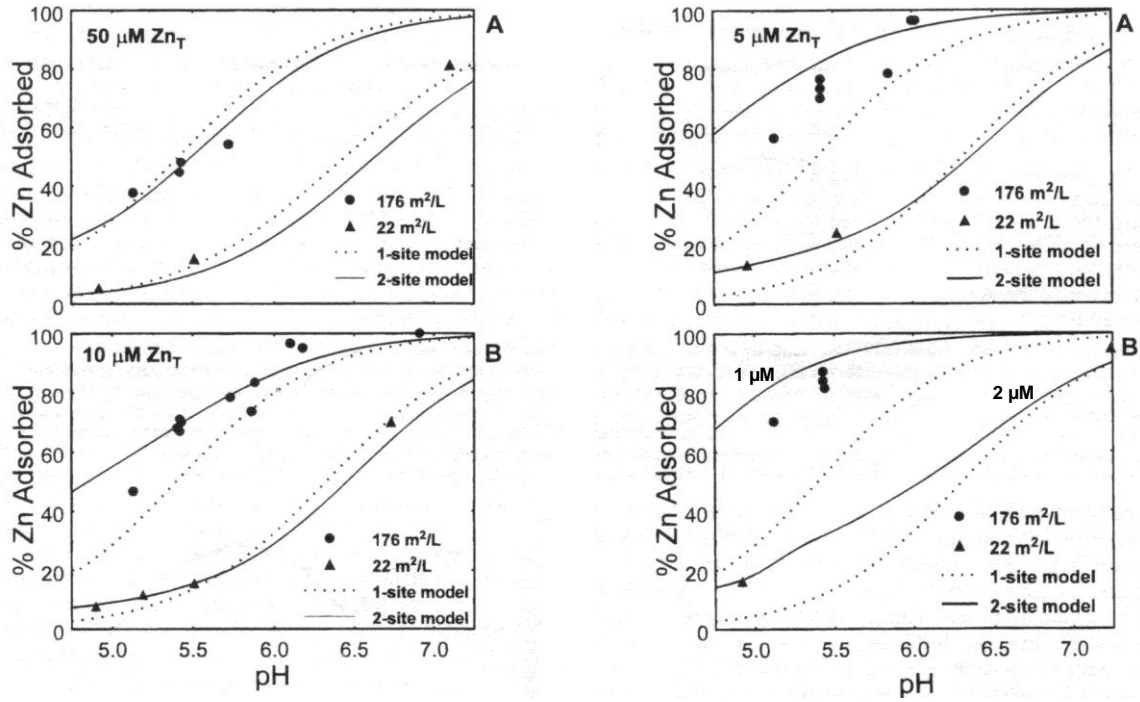 50 μM ZnT
A
% Zn Adsorbed
100
80
60
40
20
0
176 m²/L
22 m²/L
1-site model
2-site model
10 μM ZnT
B
% Zn Adsorbed
100
80
60
40
20
0
176 m²/L
22 m²/L
1-site model
2-site model
5.0 5.5 6.0 6.5 7.0
pH
5 μM ZnT
A
% Zn Adsorbed
100
80
60
40
20
0
176 m²/L
22 m²/L
1-site model
2-site model
B
1 μM
2 μM
% Zn Adsorbed
100
80
60
40
20
0
176 m²/L
22 m²/L
1-site model
2-site model
5.0 5.5 6.0 6.5 7.0
pH